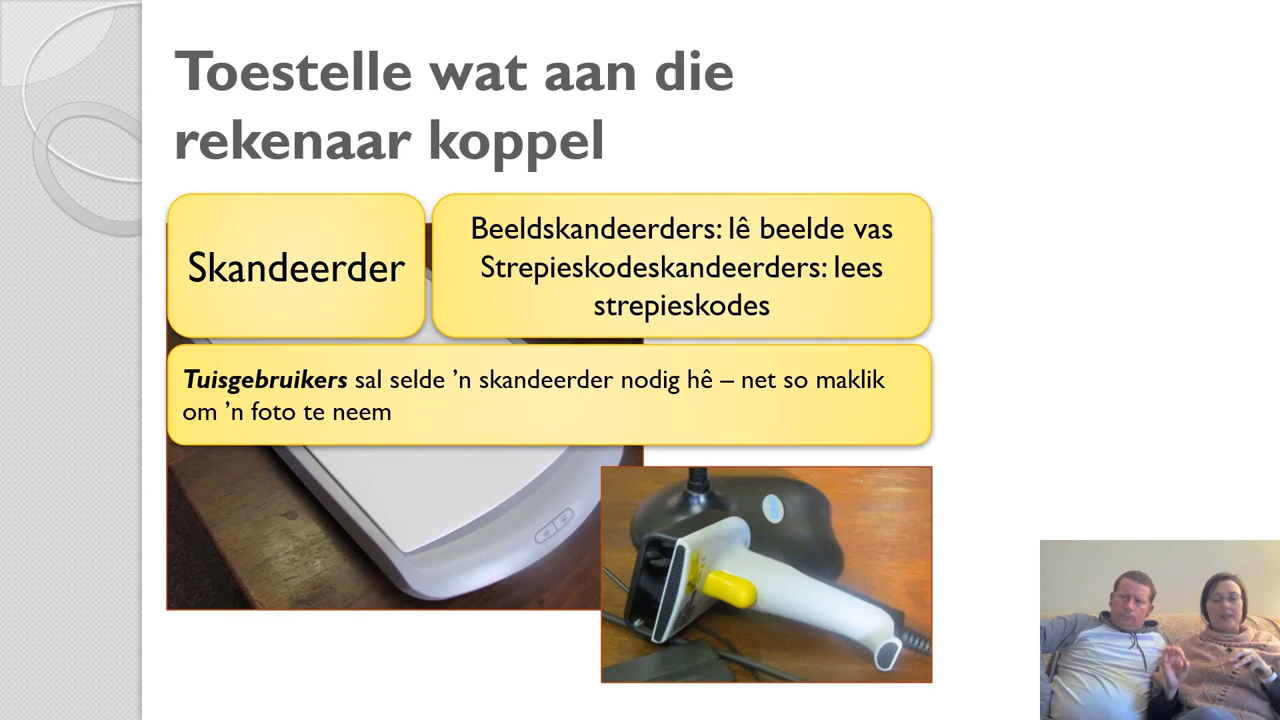 Toestelle wat aan die
rekenaar koppel
Skandeerder
Beeldskandeerders: lê beelde vas
Strepieskodeskandeerders: lees
strepieskodes
Tuisgebruikers sal selde ’n skandeerder nodig hê – net so maklik
om ’n foto te neem